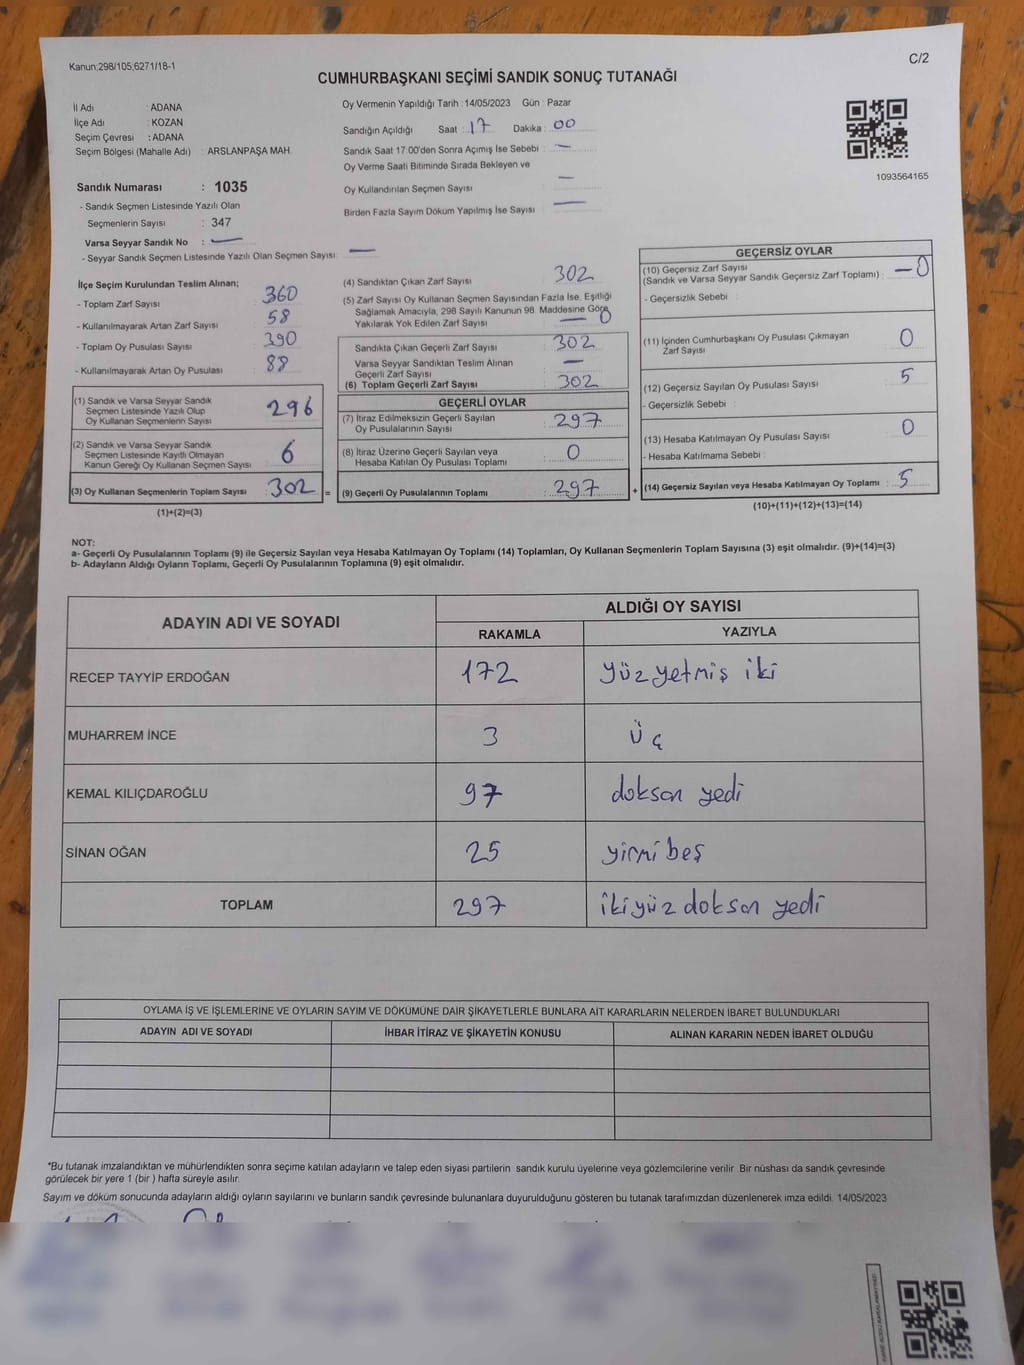 Kanun;298/105,6271/18-1
C/2
CUMHURBAŞKANI SEÇİMİ SANDIK SONUÇ TUTANAĞI
İl Adı : ADANA
İlçe Adı : KOZAN
Seçim Çevresi : ADANA
Seçim Bölgesi (Mahalle Adı) : ARSLANPAŞA MAH.
Sandık Numarası : 1035
- Sandık Seçmen Listesinde Yazılı Olan
Seçmenlerin Sayısı : 347
Varsa Seyyar Sandık No : —
- Seyyar Sandık Seçmen Listesinde Yazılı Olan Seçmen Sayısı: —
Oy Vermenin Yapıldığı Tarih : 14/05/2023 Gün : Pazar
Sandığın Açıldığı Saat : 17 Dakika : 00
Sandık Saat 17:00'den Sonra Açımış İse Sebebi : —
Oy Verme Saati Bitiminde Sırada Bekleyen ve
Oy Kullandırılan Seçmen Sayısı : —
Birden Fazla Sayım Döküm Yapılmış İse Sayısı : —
1093564165
İlçe Seçim Kurulundan Teslim Alınan;
- Toplam Zarf Sayısı : 360
- Kullanılmayarak Artan Zarf Sayısı : 58
- Toplam Oy Pusulası Sayısı : 390
- Kullanılmayarak Artan Oy Pusulası : 88
(1) Sandık ve Varsa Seyyar Sandık
Seçmen Listesinde Yazılı Olup
Oy Kullanan Seçmenlerin Sayısı 296
(2) Sandık ve Varsa Seyyar Sandık
Seçmen Listesinde Kayıtlı Olmayan
Kanun Gereği Oy Kullanan Seçmen Sayısı 6
(3) Oy Kullanan Seçmenlerin Toplam Sayısı : 302 =
(1)+(2)=(3)
(4) Sandıktan Çıkan Zarf Sayısı 302
(5) Zarf Sayısı Oy Kullanan Seçmen Sayısından Fazla İse, Eşitliği
Sağlamak Amacıyla, 298 Sayılı Kanunun 98. Maddesine Göre
Yakılarak Yok Edilen Zarf Sayısı — 0
Sandıkta Çıkan Geçerli Zarf Sayısı : 302
Varsa Seyyar Sandıktan Teslim Alınan
Geçerli Zarf Sayısı : —
(6) Toplam Geçerli Zarf Sayısı : 302
GEÇERLİ OYLAR
(7) İtiraz Edilmeksizin Geçerli Sayılan
Oy Pusulalarının Sayısı : 297
(8) İtiraz Üzerine Geçerli Sayılan veya
Hesaba Katılan Oy Pusulası Toplamı : 0
(9) Geçerli Oy Pusulalarının Toplamı : 297 +
GEÇERSİZ OYLAR
(10) Geçersiz Zarf Sayısı
(Sandık ve Varsa Seyyar Sandık Geçersiz Zarf Toplamı) : — 0
- Geçersizlik Sebebi :
(11) İçinden Cumhurbaşkanı Oy Pusulası Çıkmayan
Zarf Sayısı : 0
(12) Geçersiz Sayılan Oy Pusulası Sayısı : 5
- Geçersizlik Sebebi :
(13) Hesaba Katılmayan Oy Pusulası Sayısı : 0
- Hesaba Katılmama Sebebi :
(14) Geçersiz Sayılan veya Hesaba Katılmayan Oy Toplamı : 5
(10)+(11)+(12)+(13)=(14)
NOT:
a- Geçerli Oy Pusulalarının Toplamı (9) ile Geçersiz Sayılan veya Hesaba Katılmayan Oy Toplamı (14) Toplamları, Oy Kullanan Seçmenlerin Toplam Sayısına (3) eşit olmalıdır. (9)+(14)=(3)
b- Adayların Aldığı Oyların Toplamı, Geçerli Oy Pusulalarının Toplamına (9) eşit olmalıdır.
ADAYIN ADI VE SOYADI
ALDIĞI OY SAYISI
RAKAMLA YAZIYLA
RECEP TAYYİP ERDOĞAN 172 yüz yetmiş iki
MUHARREM İNCE 3 üç
KEMAL KILIÇDAROĞLU 97 doksan yedi
SİNAN OĞAN 25 yirmi beş
TOPLAM 297 ikiyüz doksan yedi
OYLAMA İŞ VE İŞLEMLERİNE VE OYLARIN SAYIM VE DÖKÜMÜNE DAİR ŞİKAYETLERLE BUNLARA AİT KARARLARIN NELERDEN İBARET BULUNDUKLARI
ADAYIN ADI VE SOYADI İHBAR İTİRAZ VE ŞİKAYETİN KONUSU ALINAN KARARIN NEDEN İBARET OLDUĞU
*Bu tutanak imzalandıktan ve mühürlendikten sonra seçime katılan adayların ve talep eden siyasi partilerin sandık kurulu üyelerine veya gözlemcilerine verilir. Bir nüshası da sandık çevresinde
görülecek bir yere 1 (bir) hafta süreyle asılır.
Sayım ve döküm sonucunda adayların aldığı oyların sayılarını ve bunların sandık çevresinde bulunanlara duyurulduğunu gösteren bu tutanak tarafımızdan düzenlenerek imza edildi. 14/05/2023